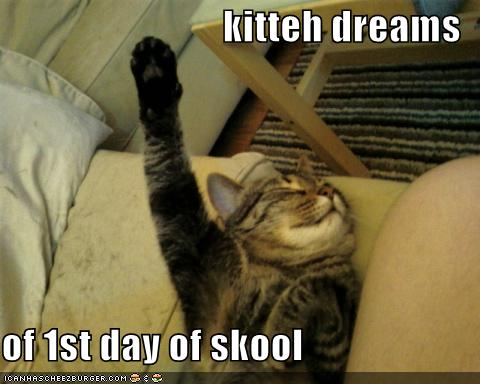 kitteh dreams
of 1st day of skool
ICANHASCHEEZBURGER.COM